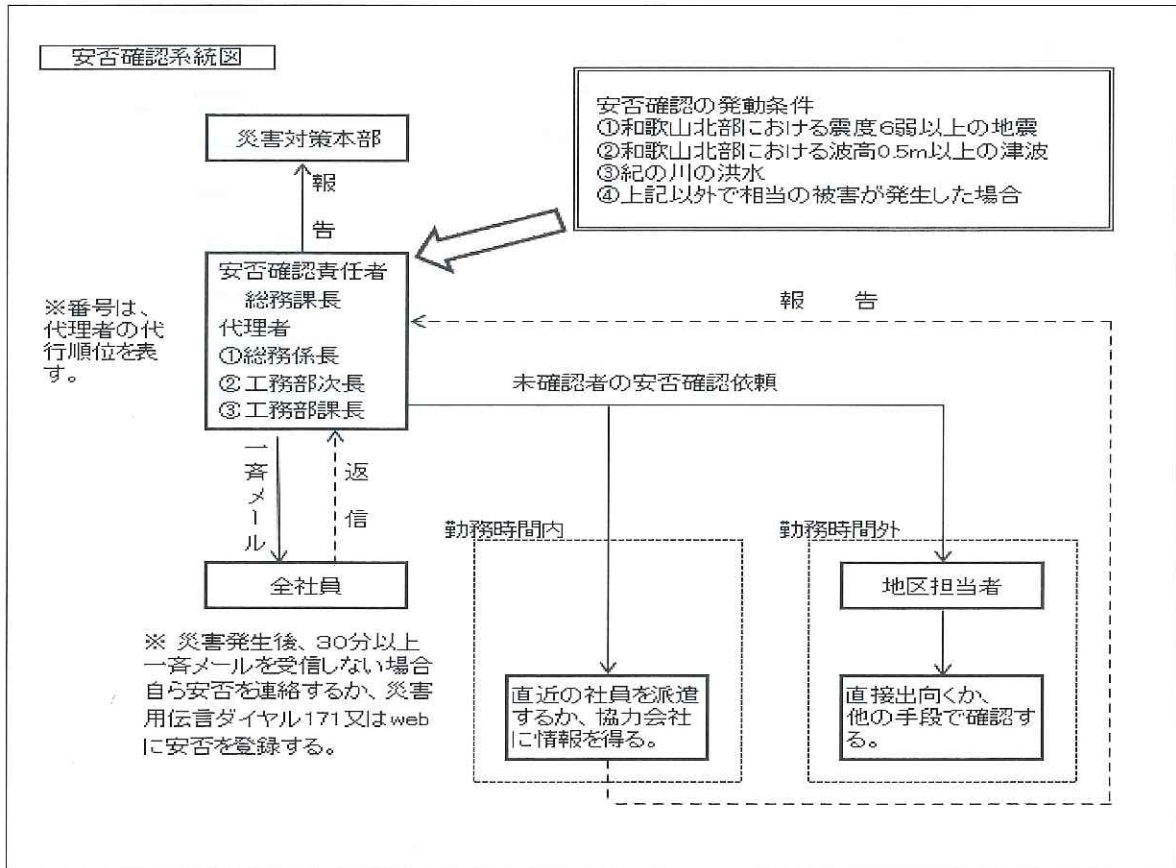 安否確認系統図
安否確認の発動条件
①和歌山北部における震度6弱以上の地震
②和歌山北部における波高0.5m以上の津波
③紀の川の洪水
④上記以外で相当の被害が発生した場合
災害対策本部
報告
安否確認責任者
総務課長
代理者
①総務係長
②工務部次長
③工務部課長
※番号は、
代理者の代
行順位を表
す。
報 告
未確認者の安否確認依頼
一斉メール
返信
全社員
※ 災害発生後、30分以上
一斉メールを受信しない場合
自ら安否を連絡するか、災害
用伝言ダイヤル171又はweb
に安否を登録する。
勤務時間内
直近の社員を派遣
するか、協力会社
に情報を得る。
勤務時間外
地区担当者
直接出向くか、
他の手段で確認す
る。